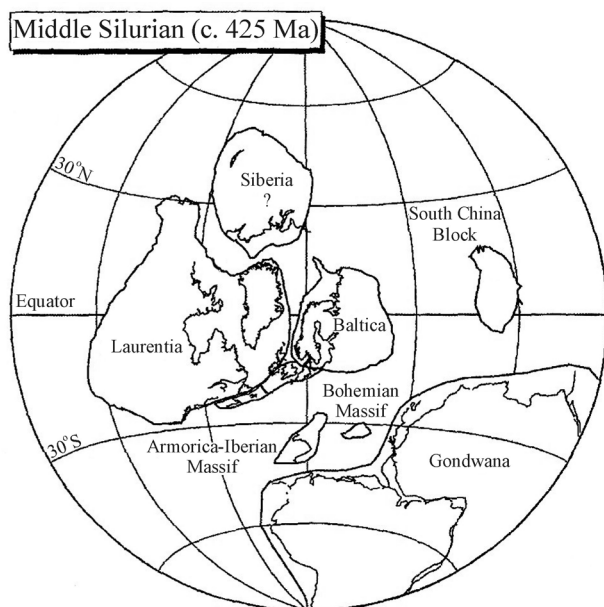 Middle Silurian (c. 425 Ma)
30°N
Siberia
?
South China
Block
Equator
Laurentia
Baltica
Bohemian
Massif
30°S
Armorica-Iberian
Massif
Gondwana